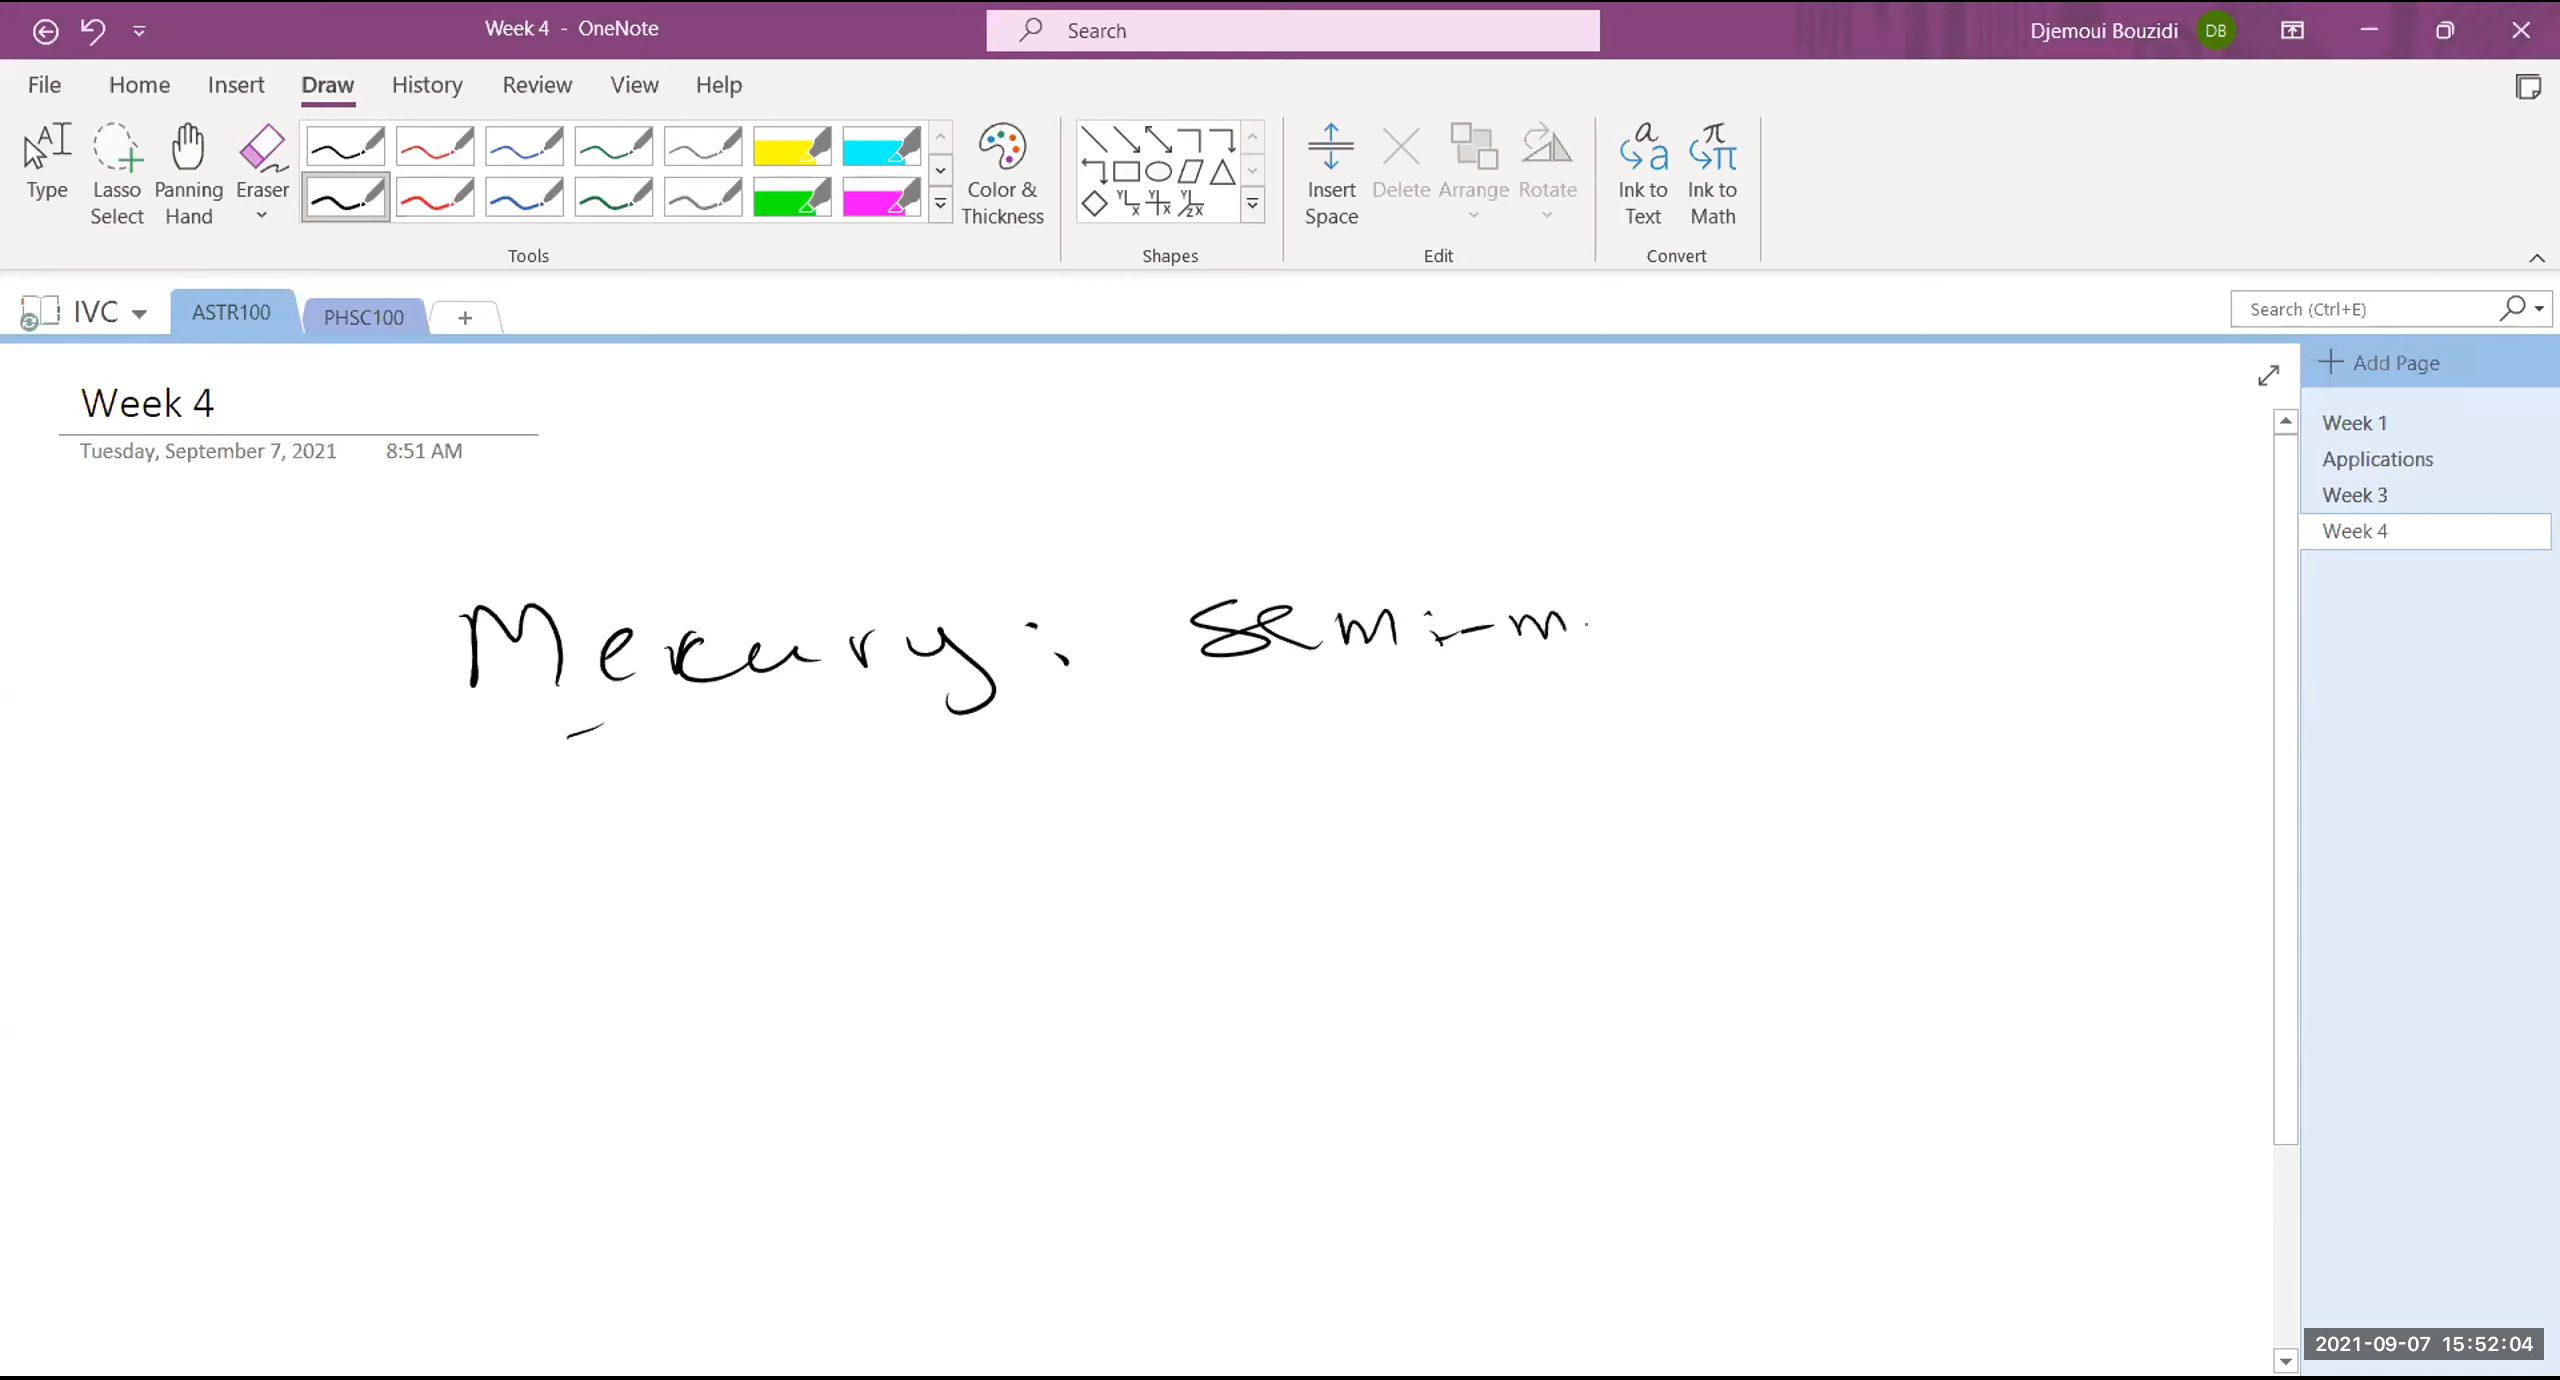 Week 4 - OneNote
Search
Djemoui Bouzidi DB
File Home Insert Draw History Review View Help
Type
Lasso Select
Panning Hand
Eraser
Color & Thickness
Insert Space
Delete
Arrange
Rotate
Ink to Text
Ink to Math
Tools
Shapes
Edit
Convert
IVC
ASTR100
PHSC100
+
Search (Ctrl+E)
Week 4
Tuesday, September 7, 2021 8:51 AM
Add Page
Week 1
Applications
Week 3
Week 4
Mercury: semi-m
2021-09-07 15:52:04